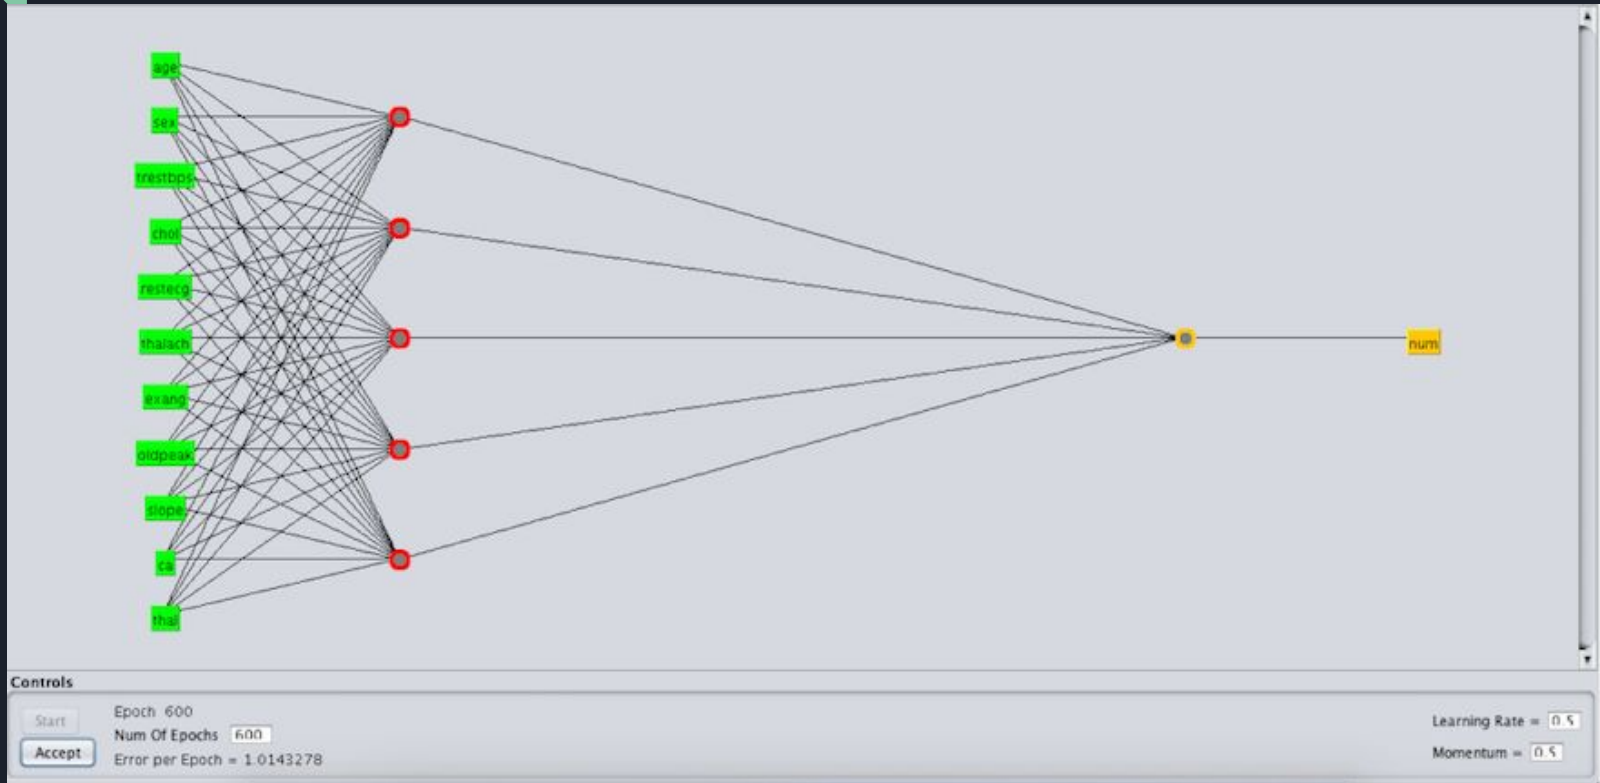 age
sex
trestbps
chol
restecg
thalach
num
exang
oldpeak
slope
ca
thal
Controls
Start
Accept
Epoch 600
Num Of Epochs 600
Error per Epoch = 1.0143278
Learning Rate = 0.5
Momentum = 0.5